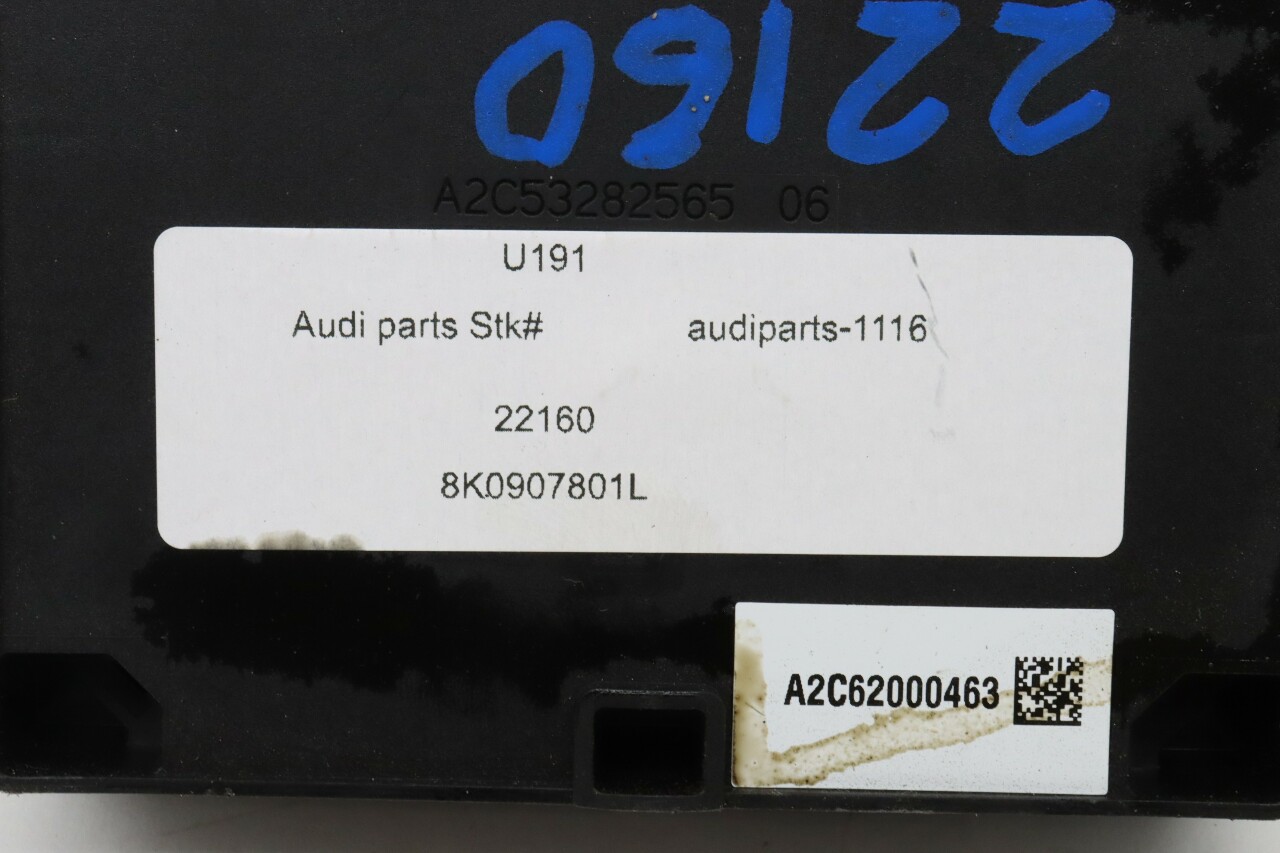 22160
A2C53282565 06
U191
Audi parts Stk# audiparts-1116
22160
8K0907801L
A2C62000463